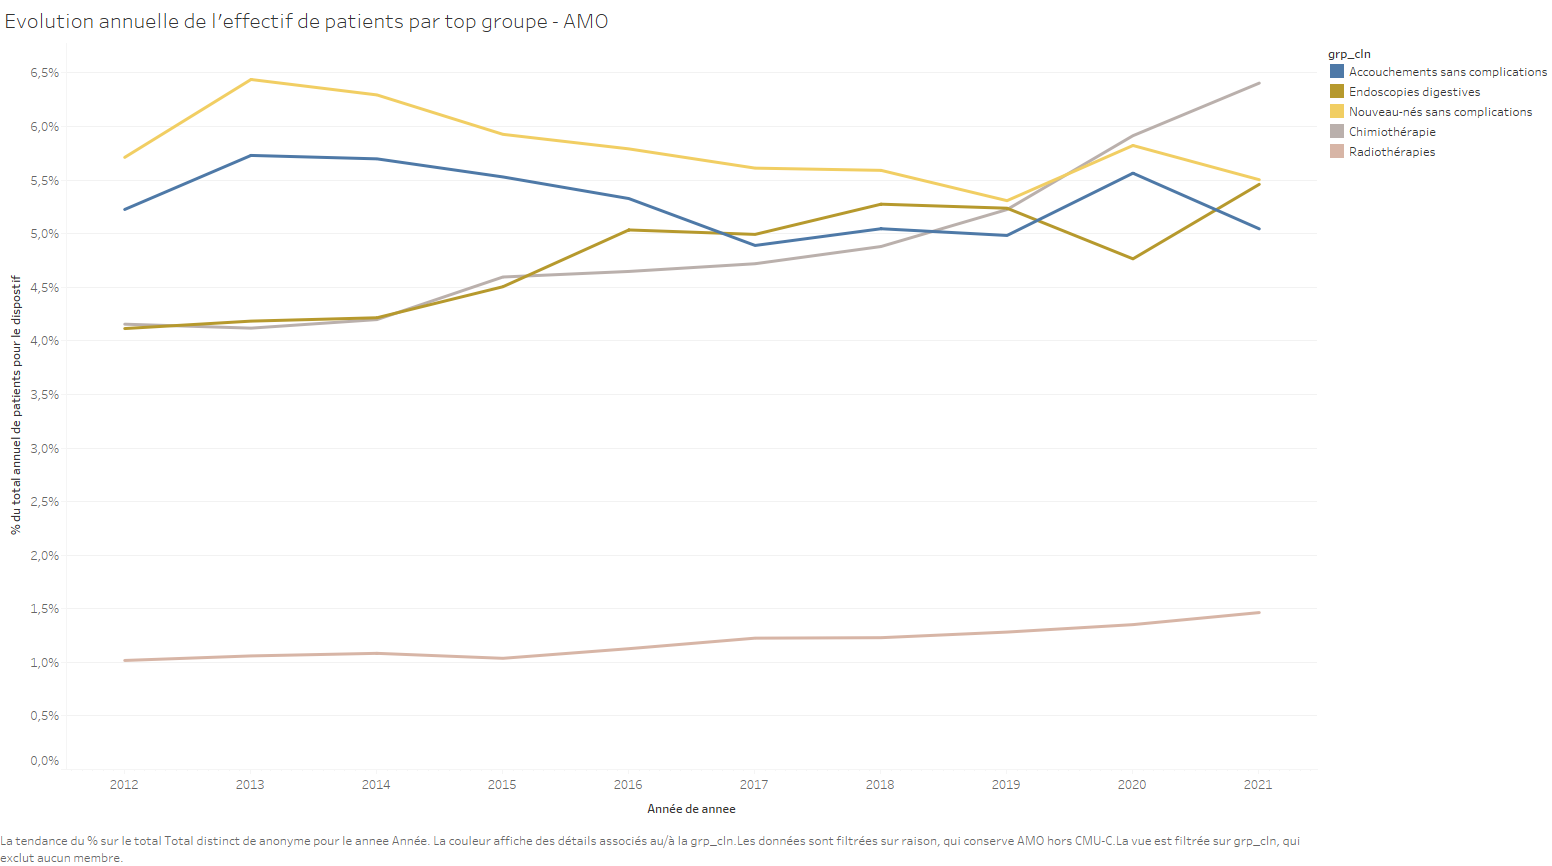 Evolution annuelle de l'effectif de patients par top groupe - AMO
grp_cln
Accouchements sans complications
Endoscopies digestives
Nouveau-nés sans complications
Chimiothérapie
Radiothérapies
% du total annuel de patients pour le dispostif
6,5%
6,0%
5,5%
5,0%
4,5%
4,0%
3,5%
3,0%
2,5%
2,0%
1,5%
1,0%
0,5%
0,0%
2012 2013 2014 2015 2016 2017 2018 2019 2020 2021
Année de annee
La tendance du % sur le total Total distinct de anonyme pour le annee Année. La couleur affiche des détails associés au/à la grp_cln.Les données sont filtrées sur raison, qui conserve AMO hors CMU-C.La vue est filtrée sur grp_cln, qui
exclut aucun membre.